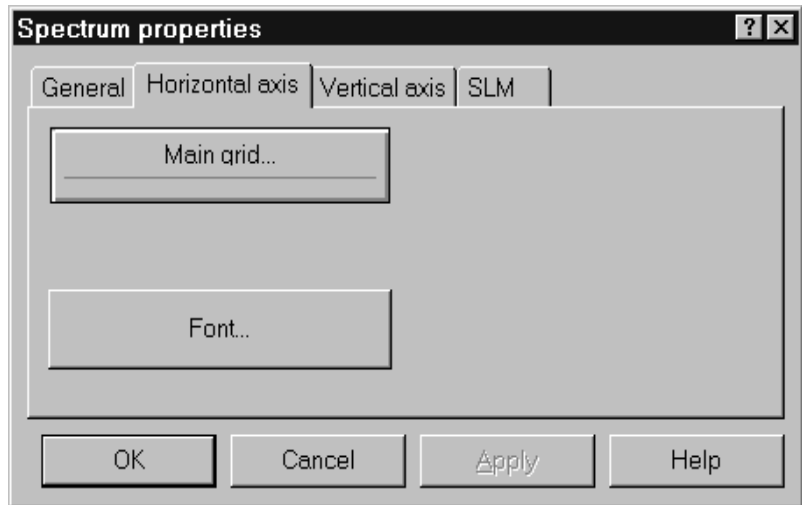 Spectrum properties
General Horizontal axis Vertical axis SLM
Main grid...
Font...
OK Cancel Apply Help